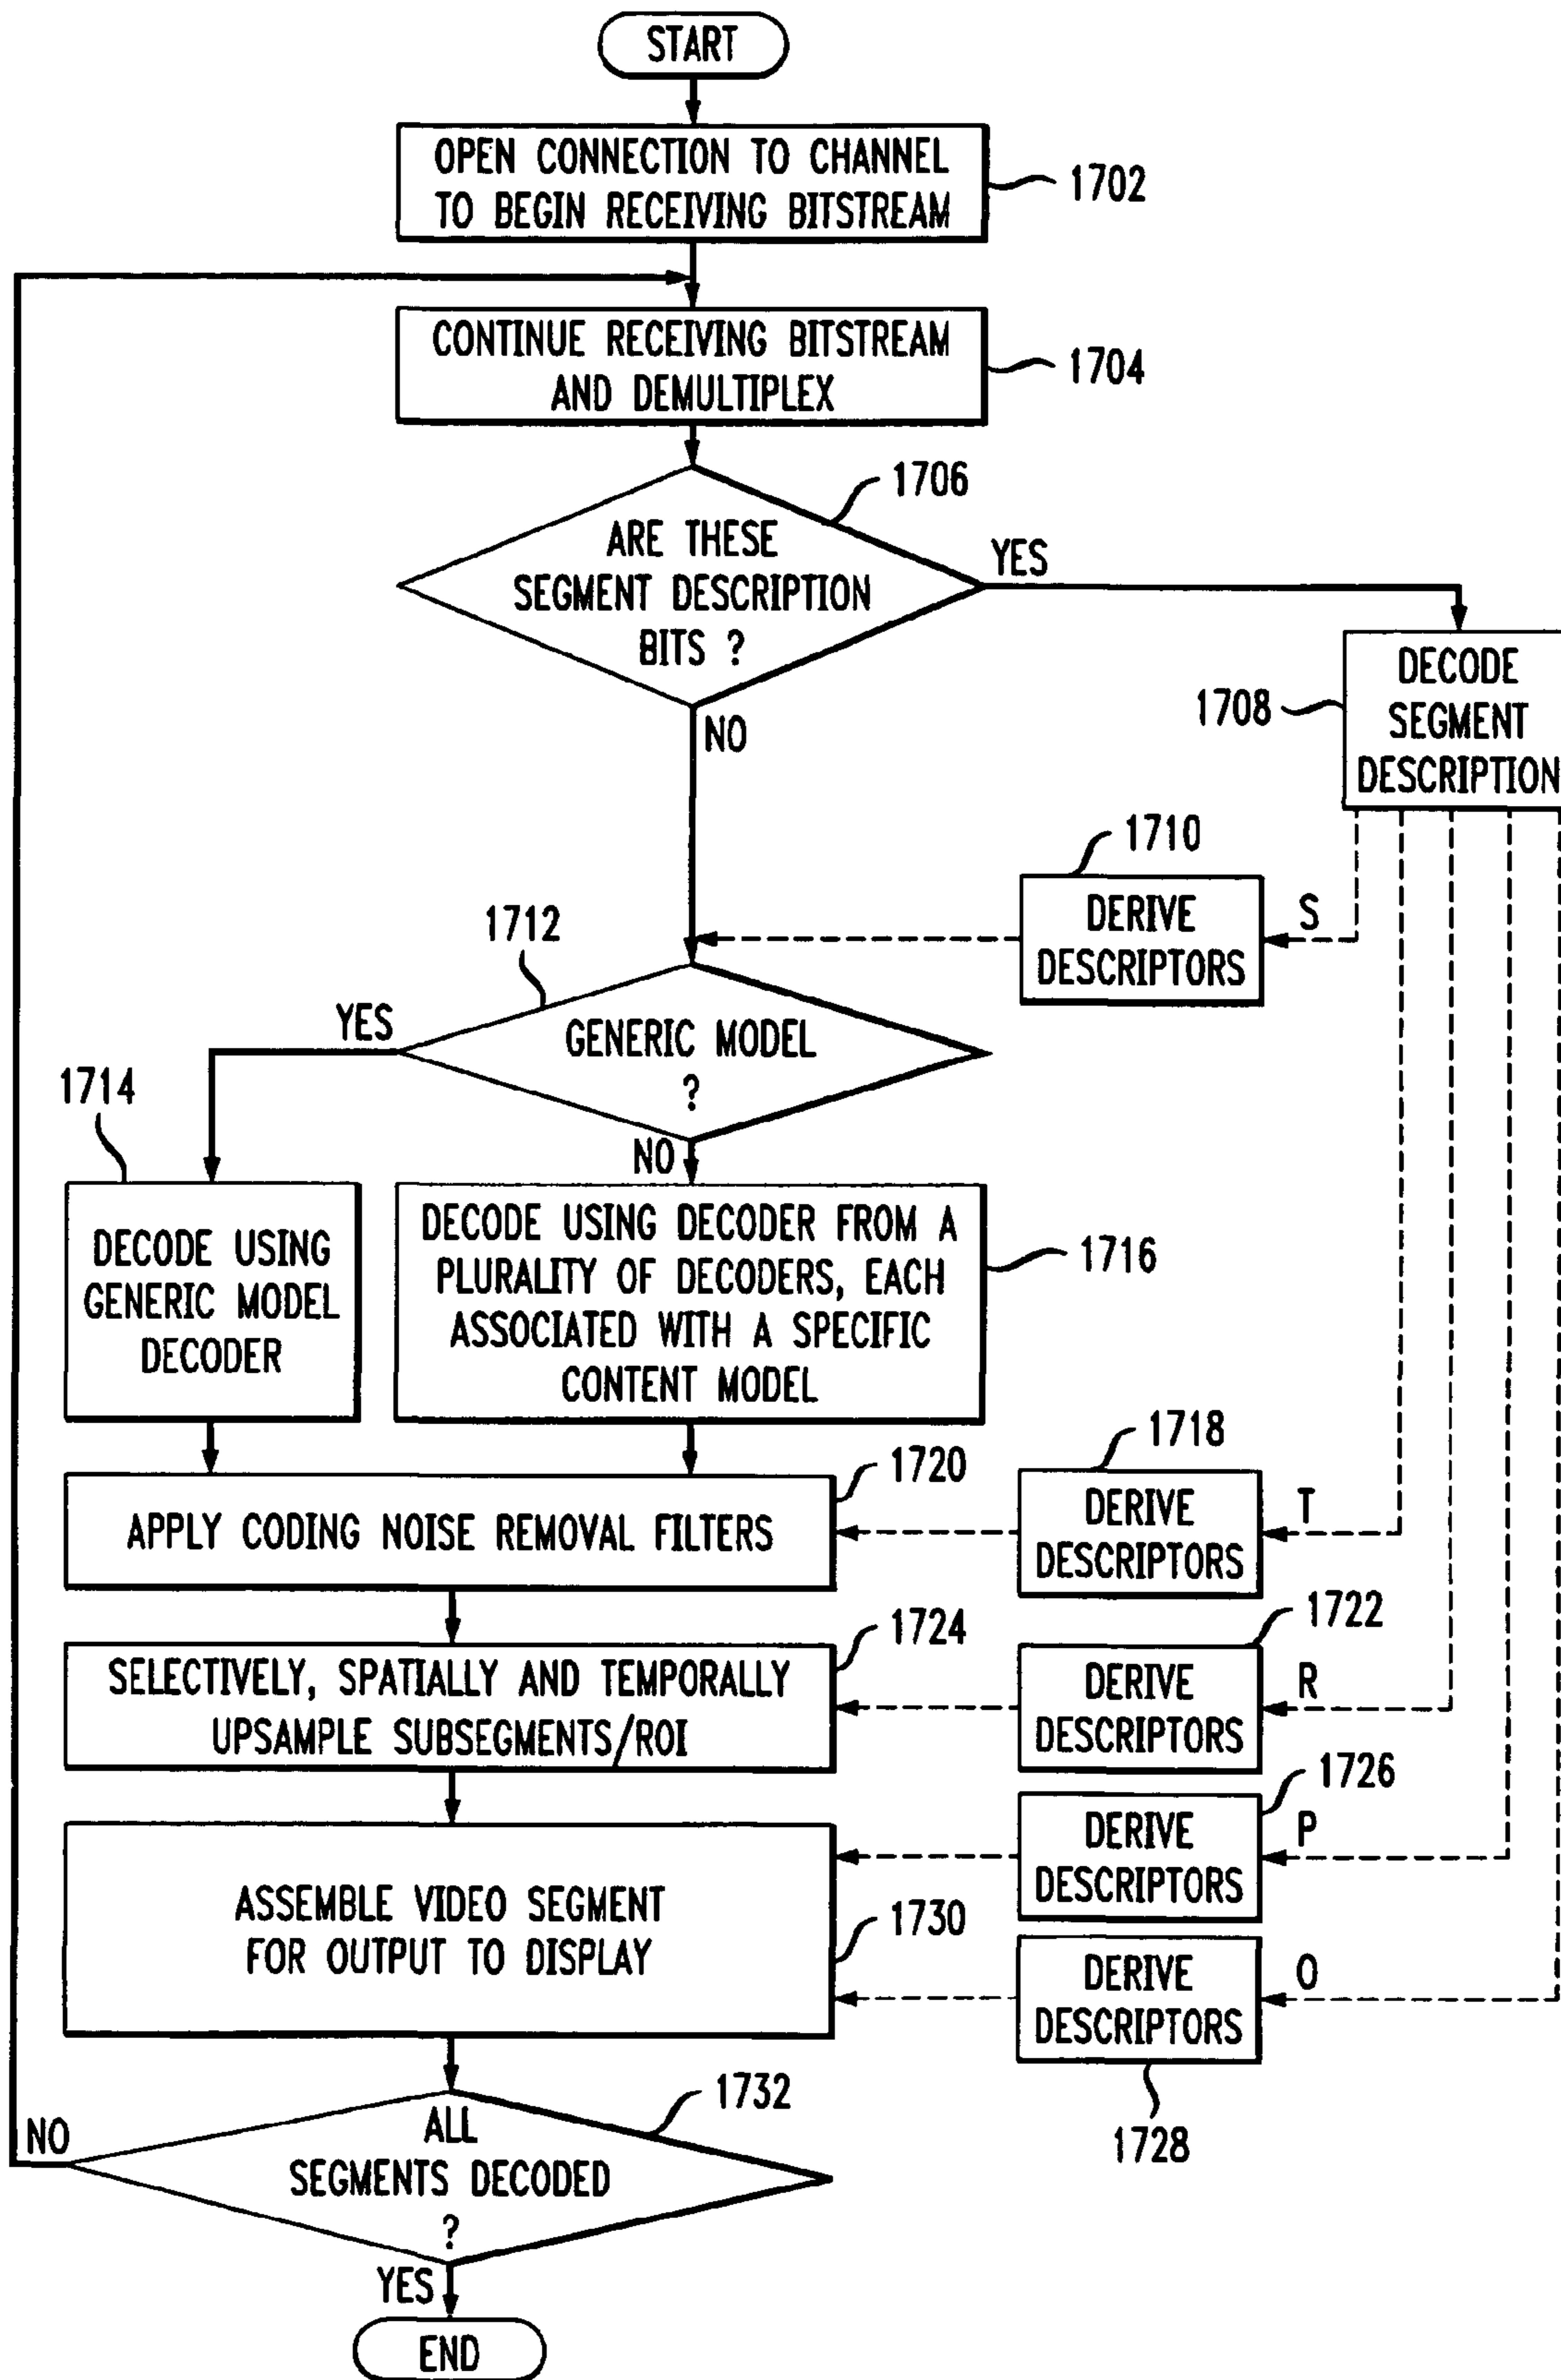 START
OPEN CONNECTION TO CHANNEL
TO BEGIN RECEIVING BITSTREAM
1702
CONTINUE RECEIVING BITSTREAM
AND DEMULTIPLEX
1704
1706
ARE THESE
SEGMENT DESCRIPTION
BITS ?
YES
NO
DECODE
SEGMENT
DESCRIPTION
1708
1710
DERIVE
DESCRIPTORS
S
1712
GENERIC MODEL
?
YES
NO
1714
DECODE USING
GENERIC MODEL
DECODER
DECODE USING DECODER FROM A
PLURALITY OF DECODERS, EACH
ASSOCIATED WITH A SPECIFIC
CONTENT MODEL
1716
1718
DERIVE
DESCRIPTORS
T
1720
APPLY CODING NOISE REMOVAL FILTERS
1722
DERIVE
DESCRIPTORS
R
1724
SELECTIVELY, SPATIALLY AND TEMPORALLY
UPSAMPLE SUBSEGMENTS/ROI
1726
DERIVE
DESCRIPTORS
P
ASSEMBLE VIDEO SEGMENT
FOR OUTPUT TO DISPLAY
1730
DERIVE
DESCRIPTORS
O
1728
1732
ALL
SEGMENTS DECODED
?
NO
YES
END